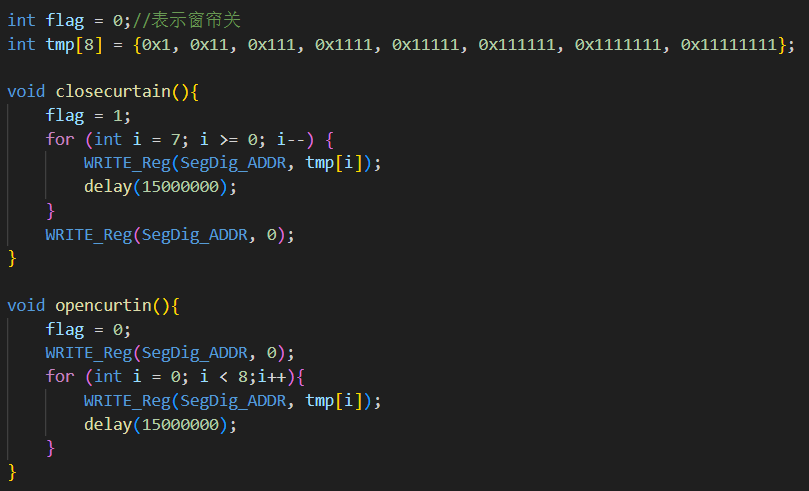 int flag = 0;//表示窗帘关
int tmp[8] = {0x1, 0x11, 0x111, 0x1111, 0x11111, 0x111111, 0x1111111, 0x11111111};
void closecurtain(){
flag = 1;
for (int i = 7; i >= 0; i--) {
WRITE_Reg(SegDig_ADDR, tmp[i]);
delay(15000000);
}
WRITE_Reg(SegDig_ADDR, 0);
}
void opencurtin(){
flag = 0;
WRITE_Reg(SegDig_ADDR, 0);
for (int i = 0; i < 8;i++){
WRITE_Reg(SegDig_ADDR, tmp[i]);
delay(15000000);
}
}